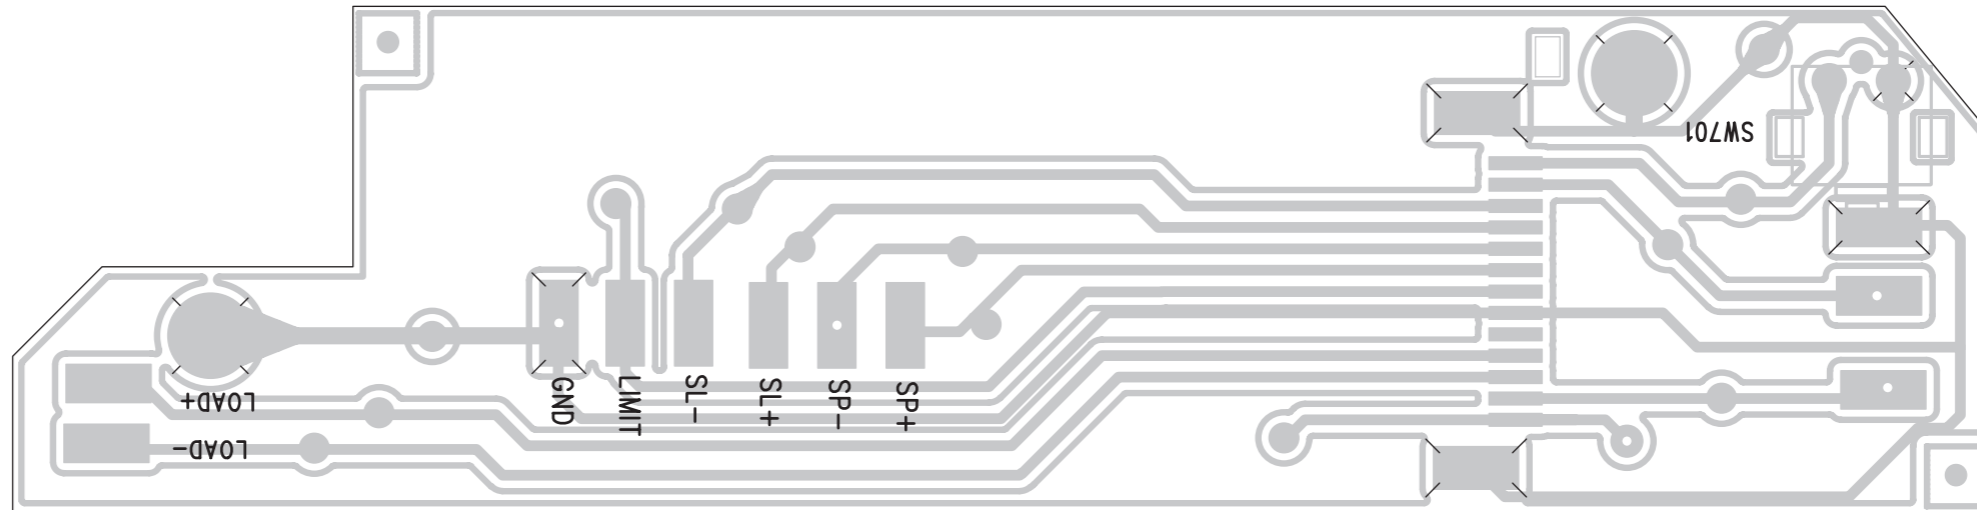 SW701
LOAD+
LOAD-
GND
LIMIT
SL-
SL+
SP-
SP+